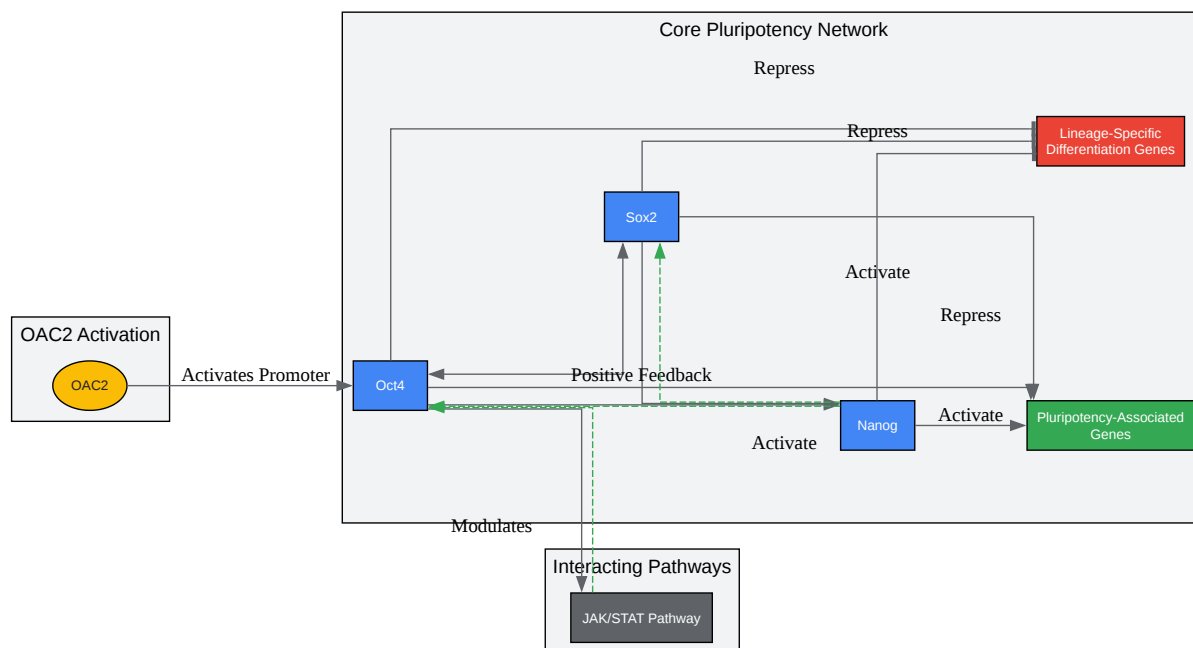 Core Pluripotency Network
Repress
Repress
Lineage-Specific
Differentiation Genes
Sox2
Activate
Repress
OAC2 Activation
OAC2
Activates Promoter
Oct4
Positive Feedback
Nanog
Activate
Pluripotency-Associated
Genes
Activate
Modulates
Interacting Pathways
JAK/STAT Pathway